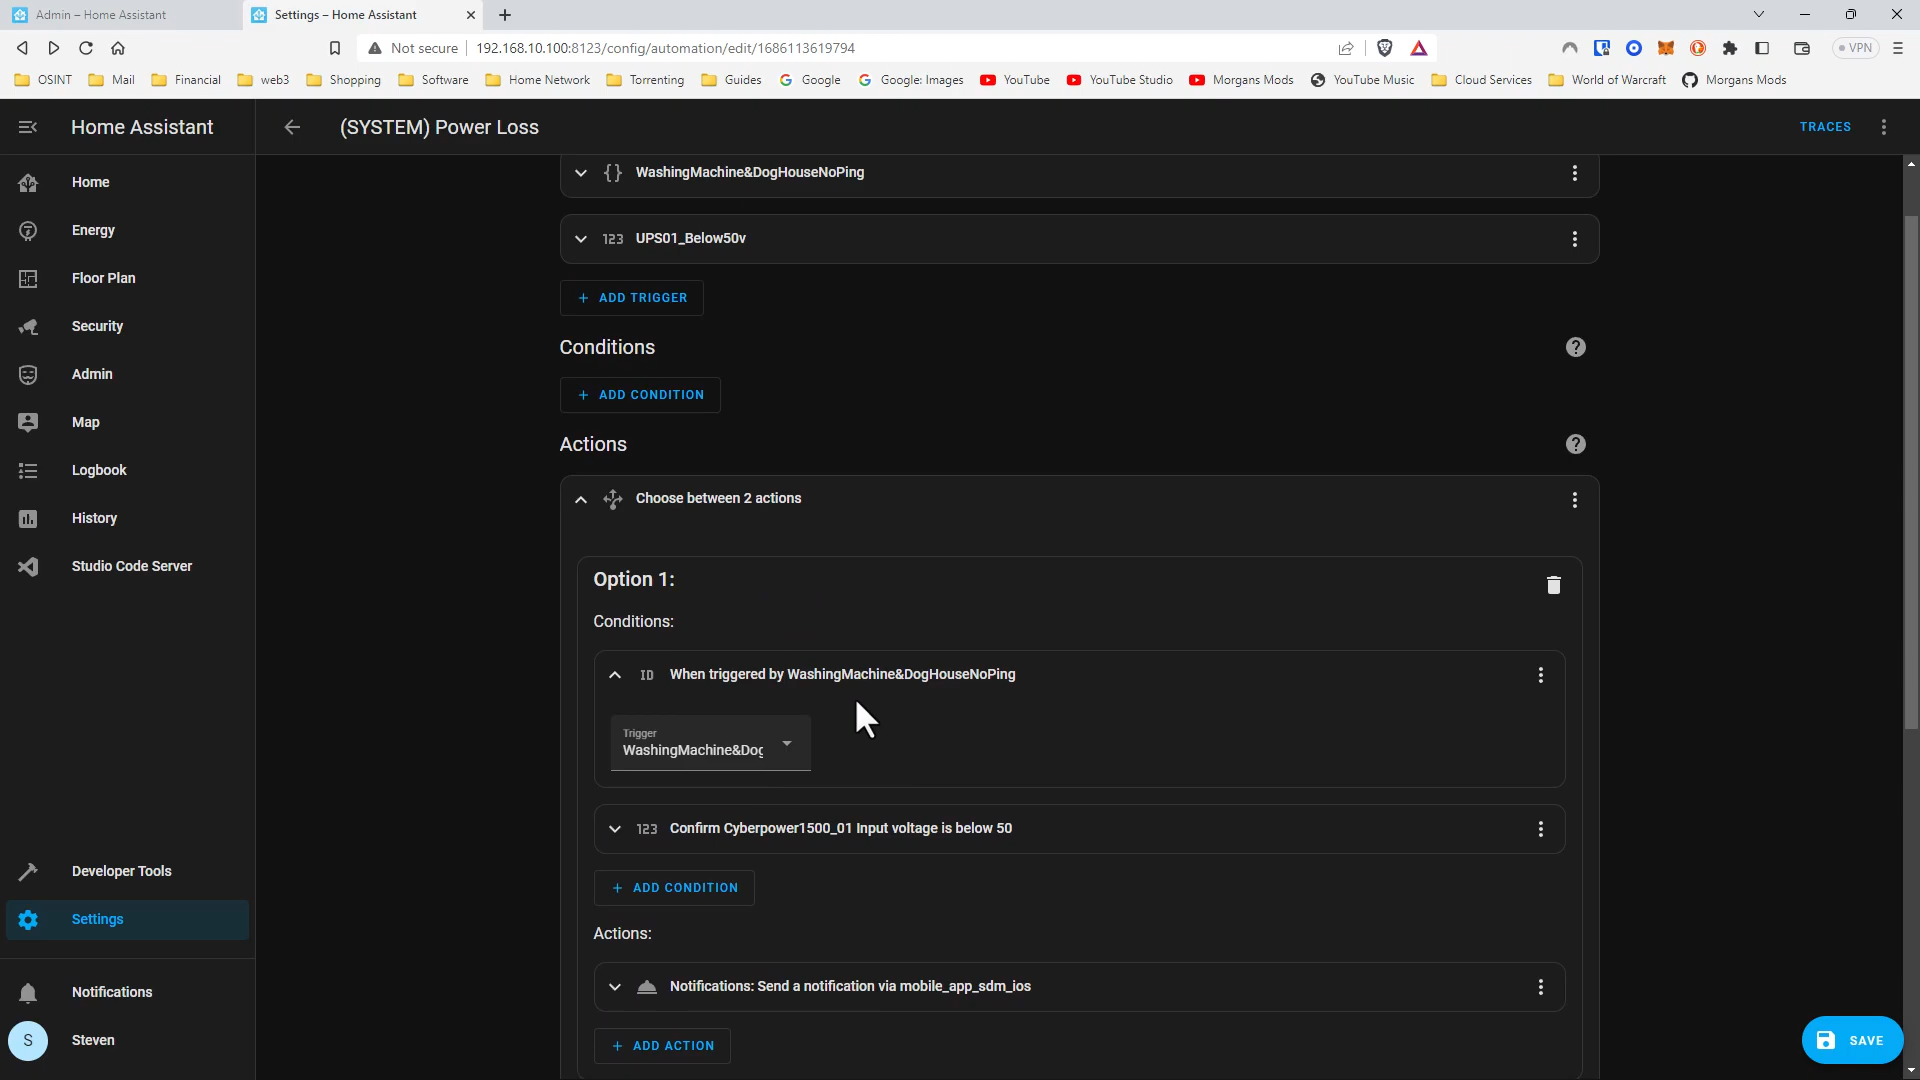 Admin – Home Assistant
Settings – Home Assistant
Not secure
192.168.10.100:8123/config/automation/edit/1686113619794
VPN
OSINT
Mail
Financial
web3
Shopping
Software
Home Network
Torrenting
Guides
Google
Google: Images
YouTube
YouTube Studio
Morgans Mods
YouTube Music
Cloud Services
World of Warcraft
Morgans Mods
Home Assistant
(SYSTEM) Power Loss
TRACES
Home
Energy
Floor Plan
Security
Admin
Map
Logbook
History
Studio Code Server
Developer Tools
Settings
Notifications
S
Steven
{} WashingMachine&DogHouseNoPing
123 UPS01_Below50v
+ ADD TRIGGER
Conditions
?
+ ADD CONDITION
Actions
?
Choose between 2 actions
Option 1:
Conditions:
ID When triggered by WashingMachine&DogHouseNoPing
Trigger
WashingMachine&Dog
123 Confirm Cyberpower1500_01 Input voltage is below 50
+ ADD CONDITION
Actions:
Notifications: Send a notification via mobile_app_sdm_ios
+ ADD ACTION
SAVE